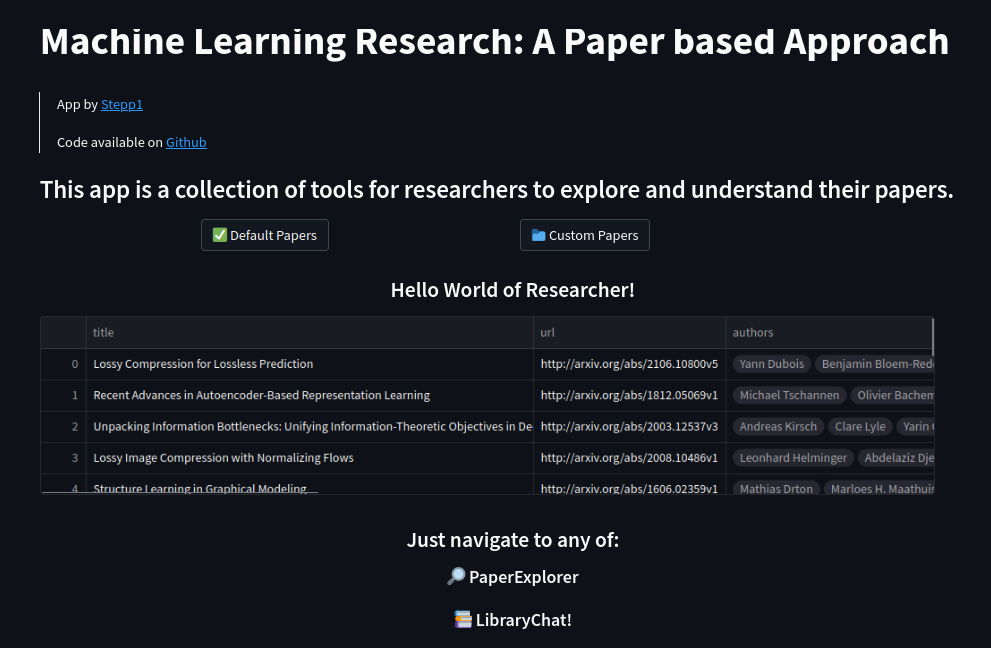 Machine Learning Research: A Paper based Approach
App by Stepp1
Code available on Github
This app is a collection of tools for researchers to explore and understand their papers.
✅ Default Papers 📁 Custom Papers
Hello World of Researcher!
title url authors
0 Lossy Compression for Lossless Prediction http://arxiv.org/abs/2106.10800v5 Yann Dubois Benjamin Bloem-Red
1 Recent Advances in Autoencoder-Based Representation Learning http://arxiv.org/abs/1812.05069v1 Michael Tschannen Olivier Bachem
2 Unpacking Information Bottlenecks: Unifying Information-Theoretic Objectives in De http://arxiv.org/abs/2003.12537v3 Andreas Kirsch Clare Lyle Yarin
3 Lossy Image Compression with Normalizing Flows http://arxiv.org/abs/2008.10486v1 Leonhard Helminger Abdelaziz Dje
4 Structure Learning in Graphical Modeling http://arxiv.org/abs/1606.02359v1 Mathias Drton Marloes H. Maathuis
Just navigate to any of:
🔎 PaperExplorer
📚 LibraryChat!